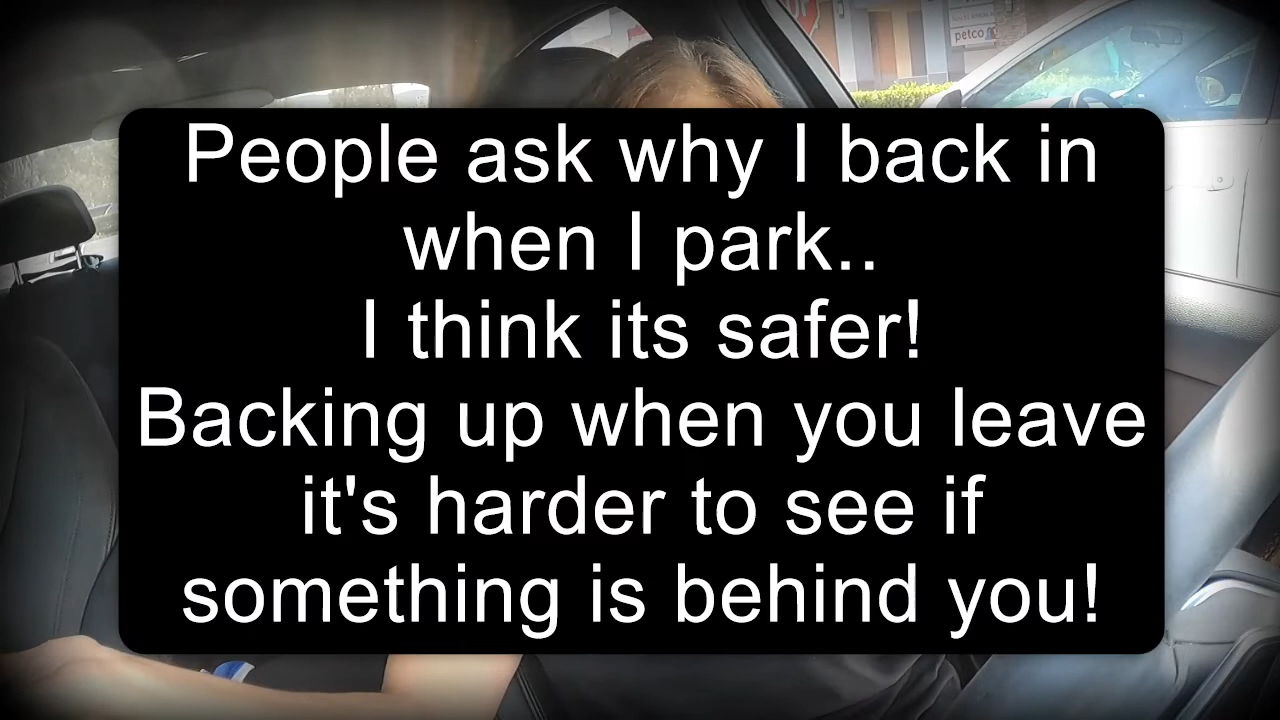 petco
People ask why I back in
when I park..
I think its safer!
Backing up when you leave
it's harder to see if
something is behind you!